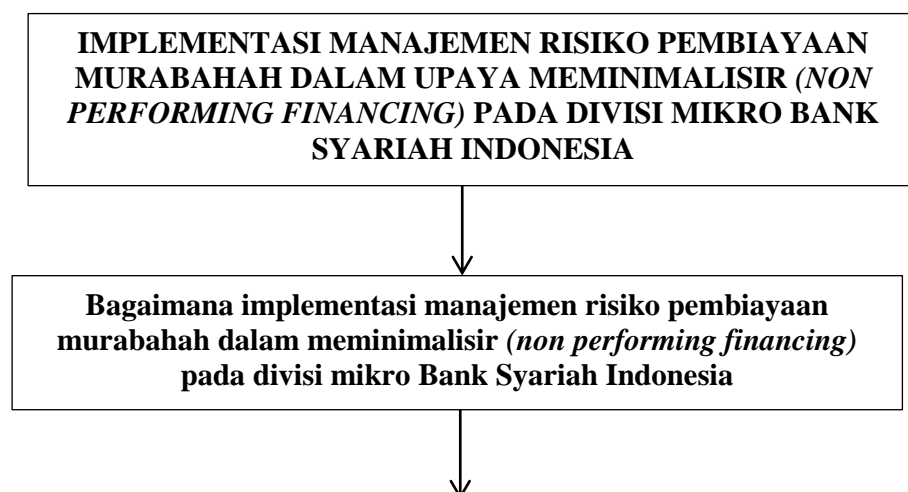 IMPLEMENTASI MANAJEMEN RISIKO PEMBIAYAAN
MURABAHAH DALAM UPAYA MEMINIMALISIR (NON
PERFORMING FINANCING) PADA DIVISI MIKRO BANK
SYARIAH INDONESIA
Bagaimana implementasi manajemen risiko pembiayaan
murabahah dalam meminimalisir (non performing financing)
pada divisi mikro Bank Syariah Indonesia